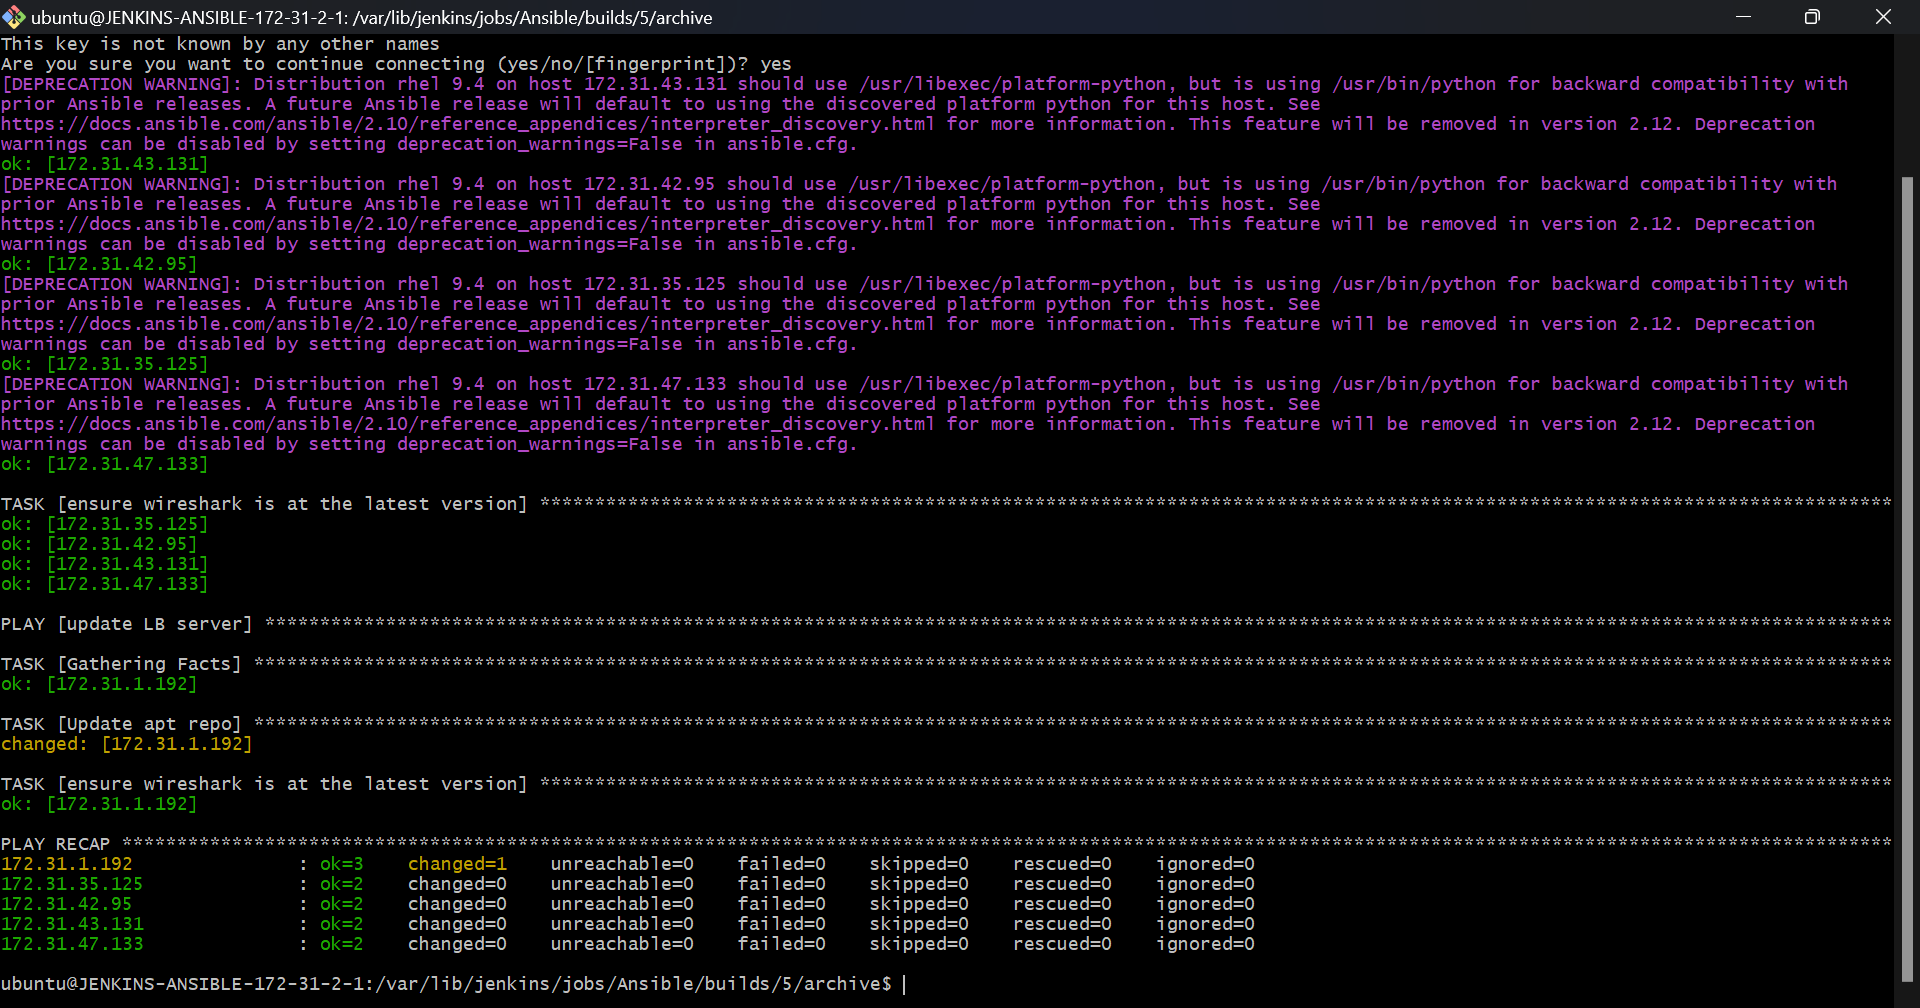 ubuntu@JENKINS-ANSIBLE-172-31-2-1: /var/lib/jenkins/jobs/Ansible/builds/5/archive
This key is not known by any other names
Are you sure you want to continue connecting (yes/no/[fingerprint])? yes
[DEPRECATION WARNING]: Distribution rhel 9.4 on host 172.31.43.131 should use /usr/libexec/platform-python, but is using /usr/bin/python for backward compatibility with
prior Ansible releases. A future Ansible release will default to using the discovered platform python for this host. See
https://docs.ansible.com/ansible/2.10/reference_appendices/interpreter_discovery.html for more information. This feature will be removed in version 2.12. Deprecation
warnings can be disabled by setting deprecation_warnings=False in ansible.cfg.
ok: [172.31.43.131]
[DEPRECATION WARNING]: Distribution rhel 9.4 on host 172.31.42.95 should use /usr/libexec/platform-python, but is using /usr/bin/python for backward compatibility with
prior Ansible releases. A future Ansible release will default to using the discovered platform python for this host. See
https://docs.ansible.com/ansible/2.10/reference_appendices/interpreter_discovery.html for more information. This feature will be removed in version 2.12. Deprecation
warnings can be disabled by setting deprecation_warnings=False in ansible.cfg.
ok: [172.31.42.95]
[DEPRECATION WARNING]: Distribution rhel 9.4 on host 172.31.35.125 should use /usr/libexec/platform-python, but is using /usr/bin/python for backward compatibility with
prior Ansible releases. A future Ansible release will default to using the discovered platform python for this host. See
https://docs.ansible.com/ansible/2.10/reference_appendices/interpreter_discovery.html for more information. This feature will be removed in version 2.12. Deprecation
warnings can be disabled by setting deprecation_warnings=False in ansible.cfg.
ok: [172.31.35.125]
[DEPRECATION WARNING]: Distribution rhel 9.4 on host 172.31.47.133 should use /usr/libexec/platform-python, but is using /usr/bin/python for backward compatibility with
prior Ansible releases. A future Ansible release will default to using the discovered platform python for this host. See
https://docs.ansible.com/ansible/2.10/reference_appendices/interpreter_discovery.html for more information. This feature will be removed in version 2.12. Deprecation
warnings can be disabled by setting deprecation_warnings=False in ansible.cfg.
ok: [172.31.47.133]
TASK [ensure wireshark is at the latest version] ***************************************************************************************************************************
ok: [172.31.35.125]
ok: [172.31.42.95]
ok: [172.31.43.131]
ok: [172.31.47.133]
PLAY [update LB server] ****************************************************************************************************************************************************
TASK [Gathering Facts] *****************************************************************************************************************************************************
ok: [172.31.1.192]
TASK [Update apt repo] *****************************************************************************************************************************************************
changed: [172.31.1.192]
TASK [ensure wireshark is at the latest version] ***************************************************************************************************************************
ok: [172.31.1.192]
PLAY RECAP *****************************************************************************************************************************************************************
172.31.1.192 : ok=3 changed=1 unreachable=0 failed=0 skipped=0 rescued=0 ignored=0
172.31.35.125 : ok=2 changed=0 unreachable=0 failed=0 skipped=0 rescued=0 ignored=0
172.31.42.95 : ok=2 changed=0 unreachable=0 failed=0 skipped=0 rescued=0 ignored=0
172.31.43.131 : ok=2 changed=0 unreachable=0 failed=0 skipped=0 rescued=0 ignored=0
172.31.47.133 : ok=2 changed=0 unreachable=0 failed=0 skipped=0 rescued=0 ignored=0
ubuntu@JENKINS-ANSIBLE-172-31-2-1:/var/lib/jenkins/jobs/Ansible/builds/5/archive$